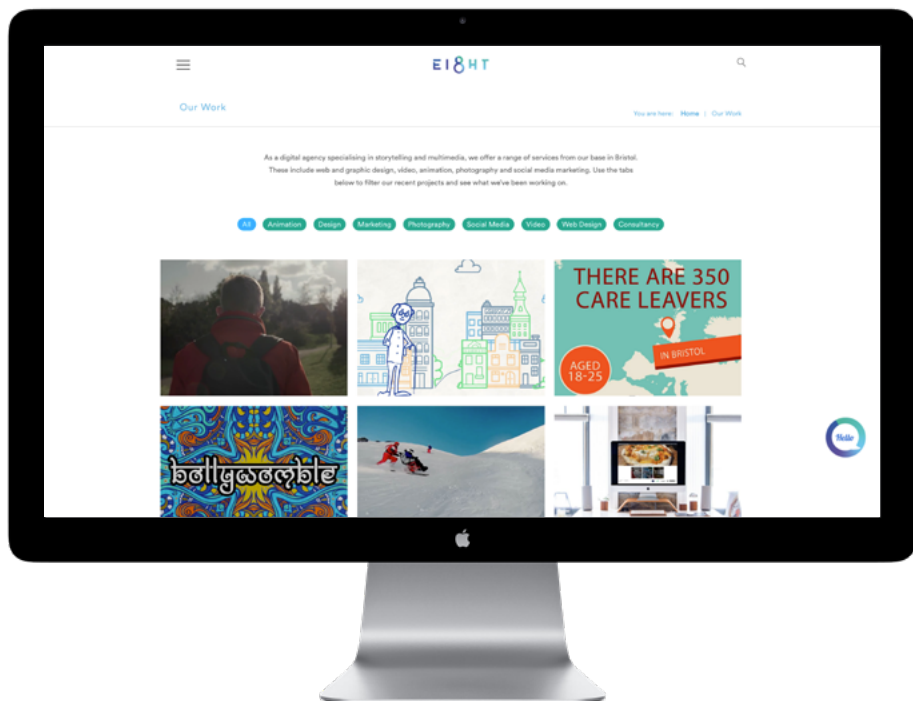 EI8HT
Our Work
You are here: Home | Our Work
As a digital agency specialising in storytelling and multimedia, we offer a range of services from our base in Bristol.
These include web and graphic design, video, animation, photography and social media marketing. Use the tabs
below to filter our recent projects and see what we've been working on.
All Animation Design Marketing Photography Social Media Video Web Design Consultancy
THERE ARE 350
CARE LEAVERS
IN BRISTOL
AGED
18-25
bollywomble
Hello